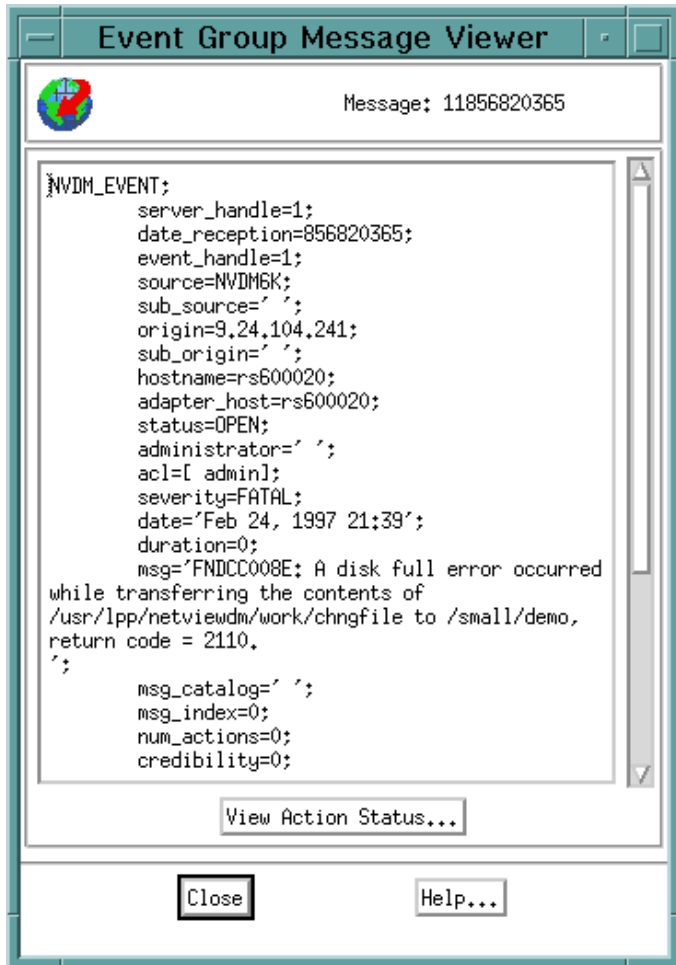 Event Group Message Viewer
Message: 11856820365
NVDM_EVENT;
server_handle=1;
date_reception=856820365;
event_handle=1;
source=NVDM6K;
sub_source=' ';
origin=9.24.104.241;
sub_origin=' ';
hostname=rs600020;
adapter_host=rs600020;
status=OPEN;
administrator=' ';
acl=[ admin];
severity=FATAL;
date='Feb 24, 1997 21:39';
duration=0;
msg='FNDCC008E: A disk full error occurred
while transferring the contents of
/usr/lpp/netviewdm/work/chngfile to /small/demo,
return code = 2110.
';
msg_catalog=' ';
msg_index=0;
num_actions=0;
credibility=0;
View Action Status...
Close
Help...